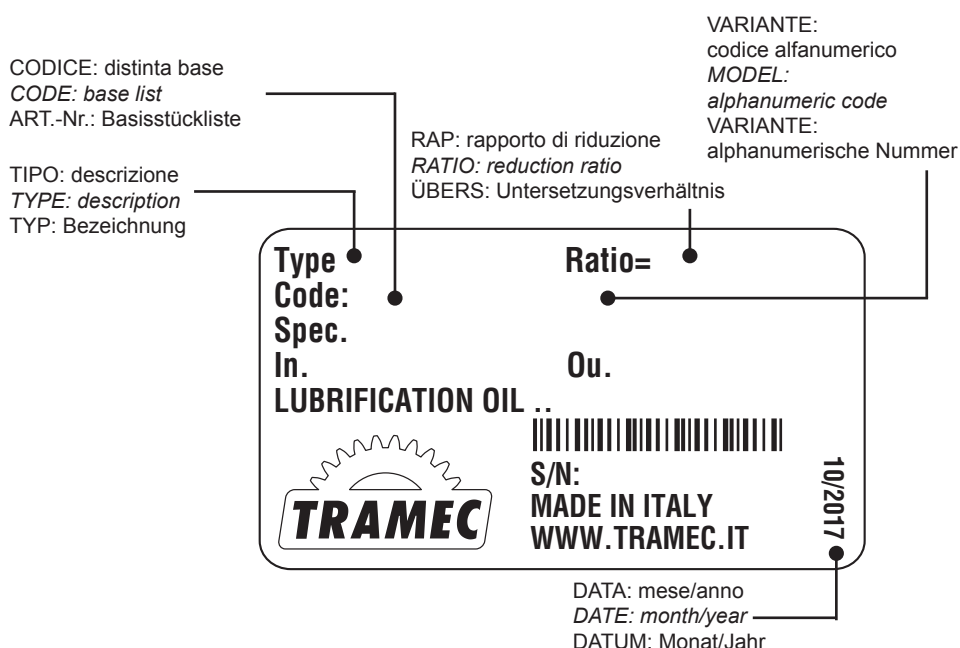 VARIANTE:
codice alfanumerico
MODEL:
alphanumeric code
VARIANTE:
alphanumerische Nummer
CODICE: distinta base
CODE: base list
ART.-Nr.: Basisstückliste
RAP: rapporto di riduzione
RATIO: reduction ratio
ÜBERS: Untersetzungsverhältnis
TIPO: descrizione
TYPE: description
TYP: Bezeichnung
Type Ratio=
Code:
Spec.
In. Ou.
LUBRIFICATION OIL ..
TRAMEC
S/N:
MADE IN ITALY
WWW.TRAMEC.IT
10/2017
DATA: mese/anno
DATE: month/year
DATUM: Monat/Jahr